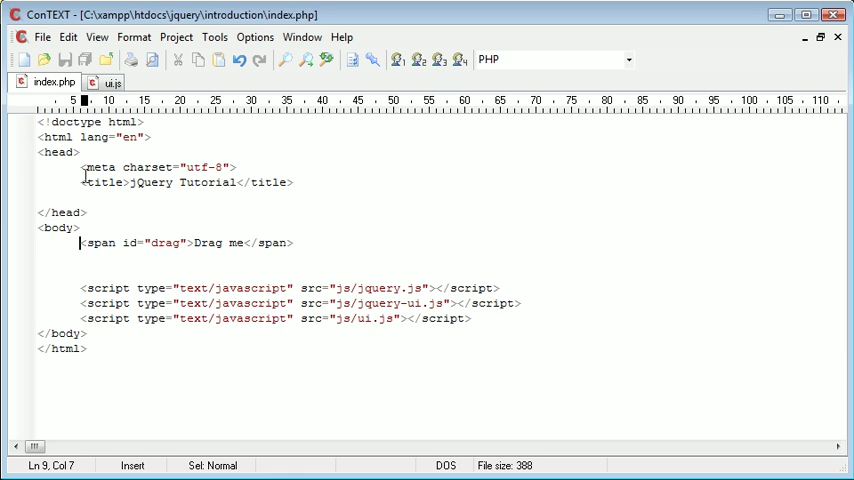 ConTEXT - [C:\xampp\htdocs\jquery\introduction\index.php]
File Edit View Format Project Tools Options Window Help
1 2 3 4 PHP
index.php ui.js
5 10 15 20 25 30 35 40 45 50 55 60 65 70 75 80 85 90 95 100 105 110
<!doctype html>
<html lang="en">
<head>
<meta charset="utf-8">
<title>jQuery Tutorial</title>
</head>
<body>
<span id="drag">Drag me</span>
<script type="text/javascript" src="js/jquery.js"></script>
<script type="text/javascript" src="js/jquery-ui.js"></script>
<script type="text/javascript" src="js/ui.js"></script>
</body>
</html>
Ln 9, Col 7 Insert Sel: Normal DOS File size: 388